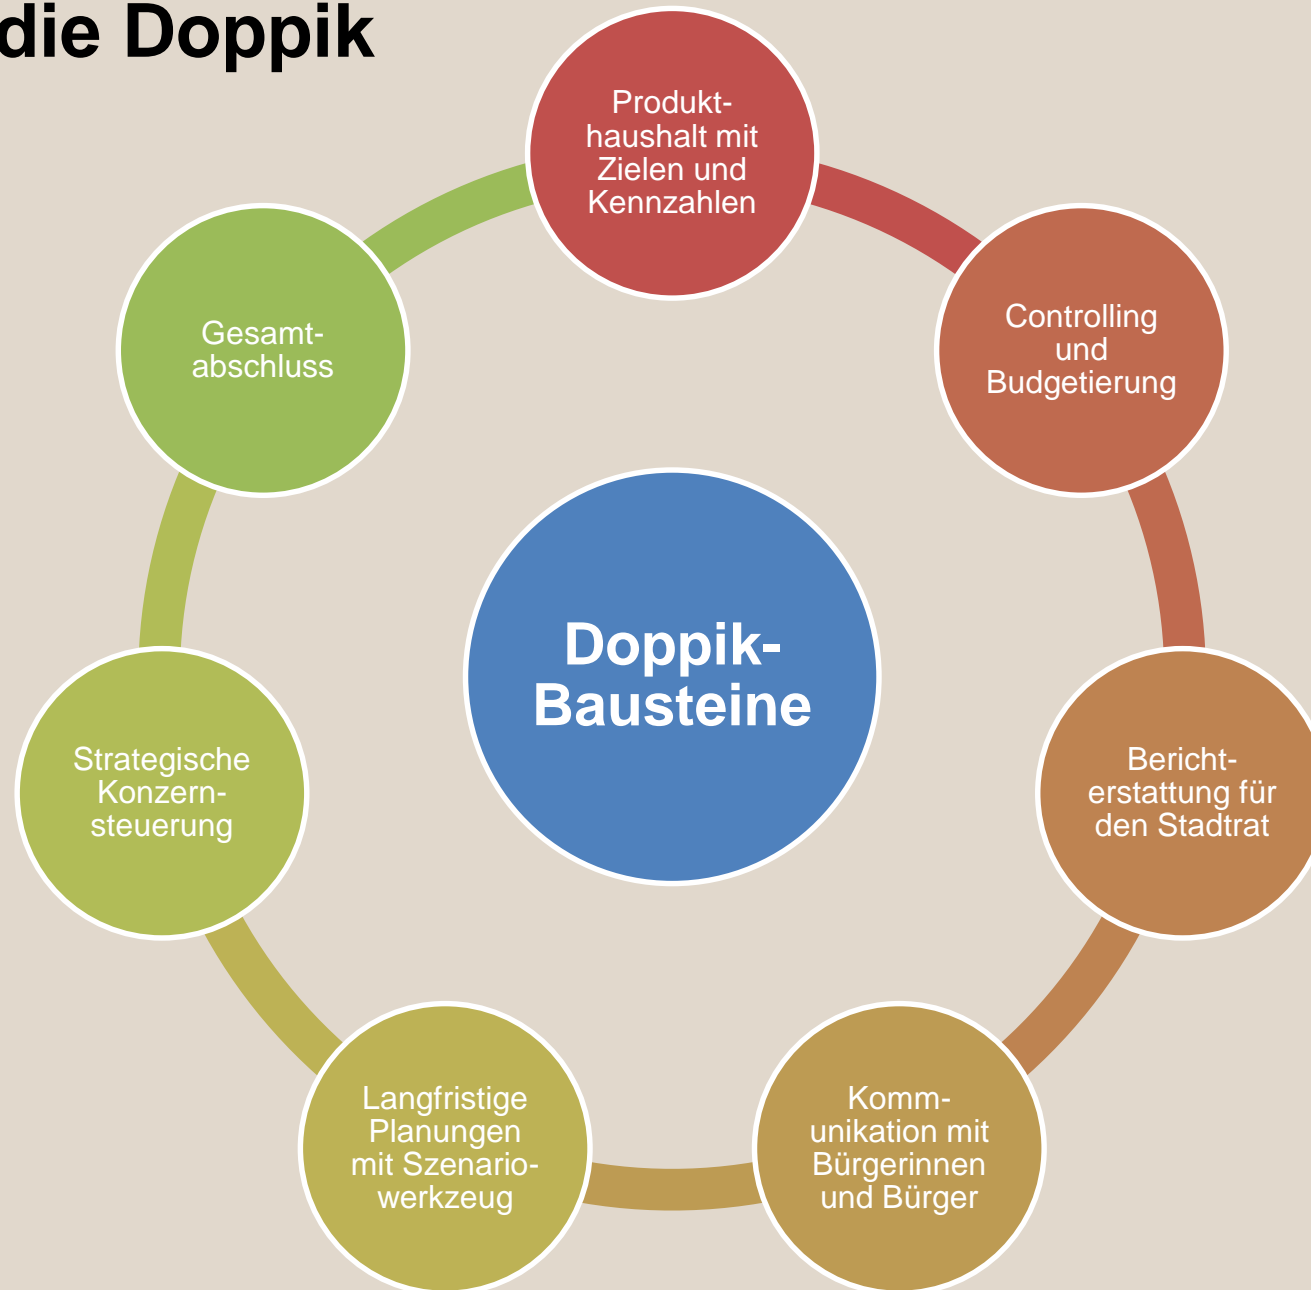 die Doppik
Produkt-
haushalt mit
Zielen und
Kennzahlen
Controlling
und
Budgetierung
Bericht-
erstattung für
den Stadtrat
Komm-
unikation mit
Bürgerinnen
und Bürger
Langfristige
Planungen
mit Szenario-
werkzeug
Strategische
Konzern-
steuerung
Gesamt-
abschluss
Doppik-
Bausteine